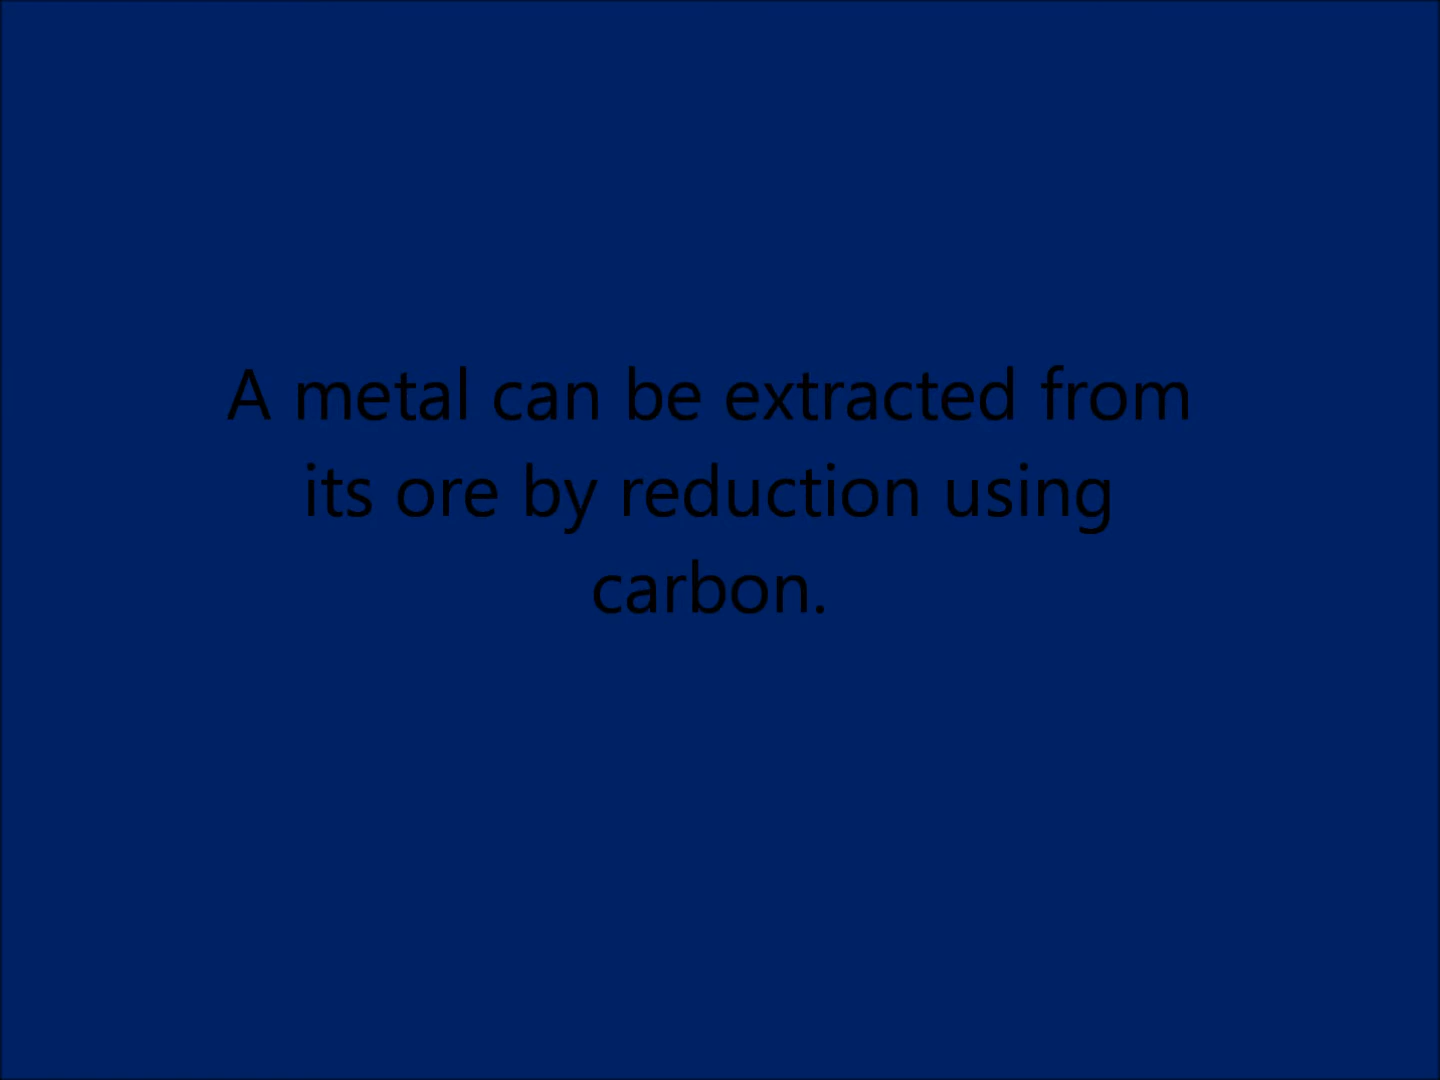 A metal can be extracted from
its ore by reduction using
carbon.